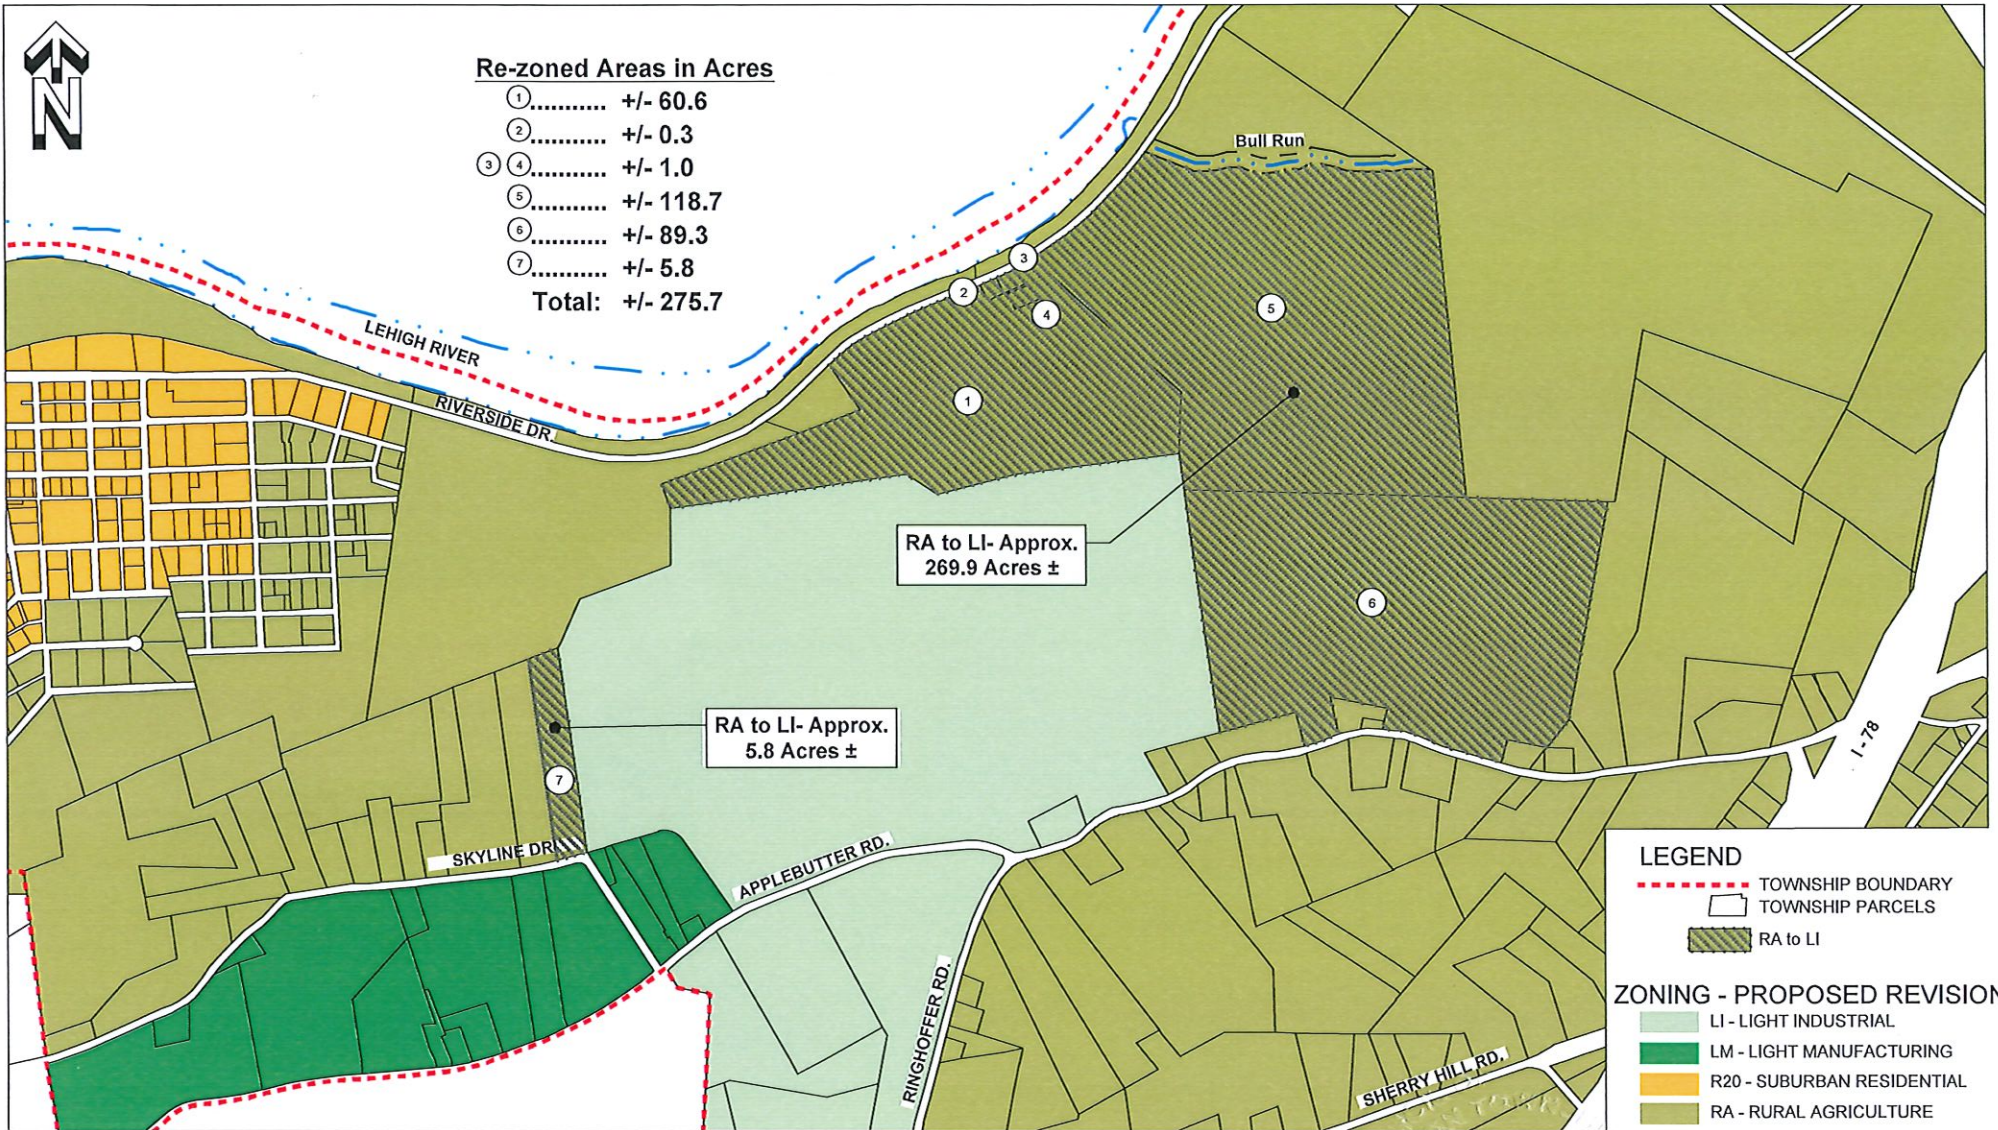 N
Re-zoned Areas in Acres
1........... +/- 60.6
2........... +/- 0.3
3 4........... +/- 1.0
5........... +/- 118.7
6........... +/- 89.3
7........... +/- 5.8
Total: +/- 275.7
Bull Run
LEHIGH RIVER
RIVERSIDE DR.
3
2
4
5
1
RA to LI- Approx.
269.9 Acres ±
6
RA to LI- Approx.
5.8 Acres ±
7
I-78
SKYLINE DR.
APPLEBUTTER RD.
RINGHOFFER RD.
SHERRY HILL RD.
LEGEND
TOWNSHIP BOUNDARY
TOWNSHIP PARCELS
RA to LI
ZONING - PROPOSED REVISION
LI - LIGHT INDUSTRIAL
LM - LIGHT MANUFACTURING
R20 - SUBURBAN RESIDENTIAL
RA - RURAL AGRICULTURE